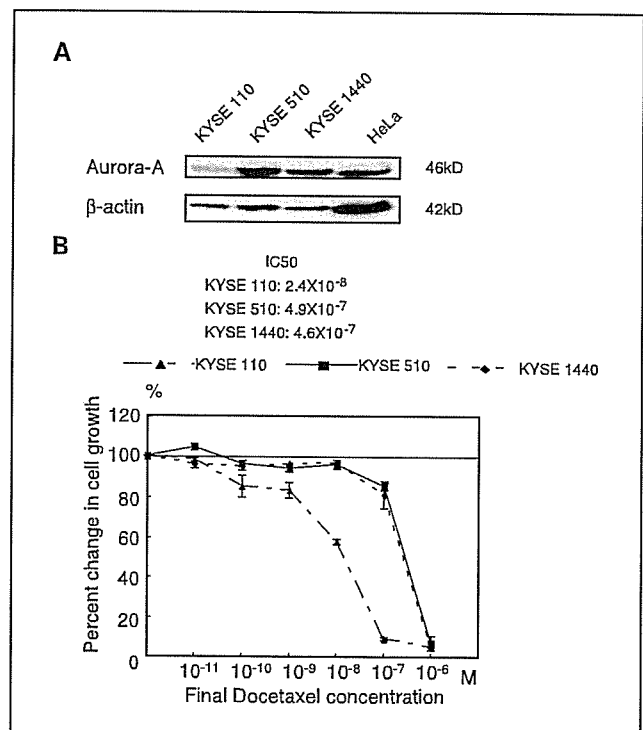 A
KYSE 110
KYSE 510
KYSE 1440
HeLa
Aurora-A 46kD
β-actin 42kD
B
IC50
KYSE 110: 2.4X10⁻⁸
KYSE 510: 4.9X10⁻⁷
KYSE 1440: 4.6X10⁻⁷
KYSE 110 KYSE 510 KYSE 1440
%
Percent change in cell growth
120
100
80
60
40
20
0
10⁻¹¹ 10⁻¹⁰ 10⁻⁹ 10⁻⁸ 10⁻⁷ 10⁻⁶ M
Final Docetaxel concentration